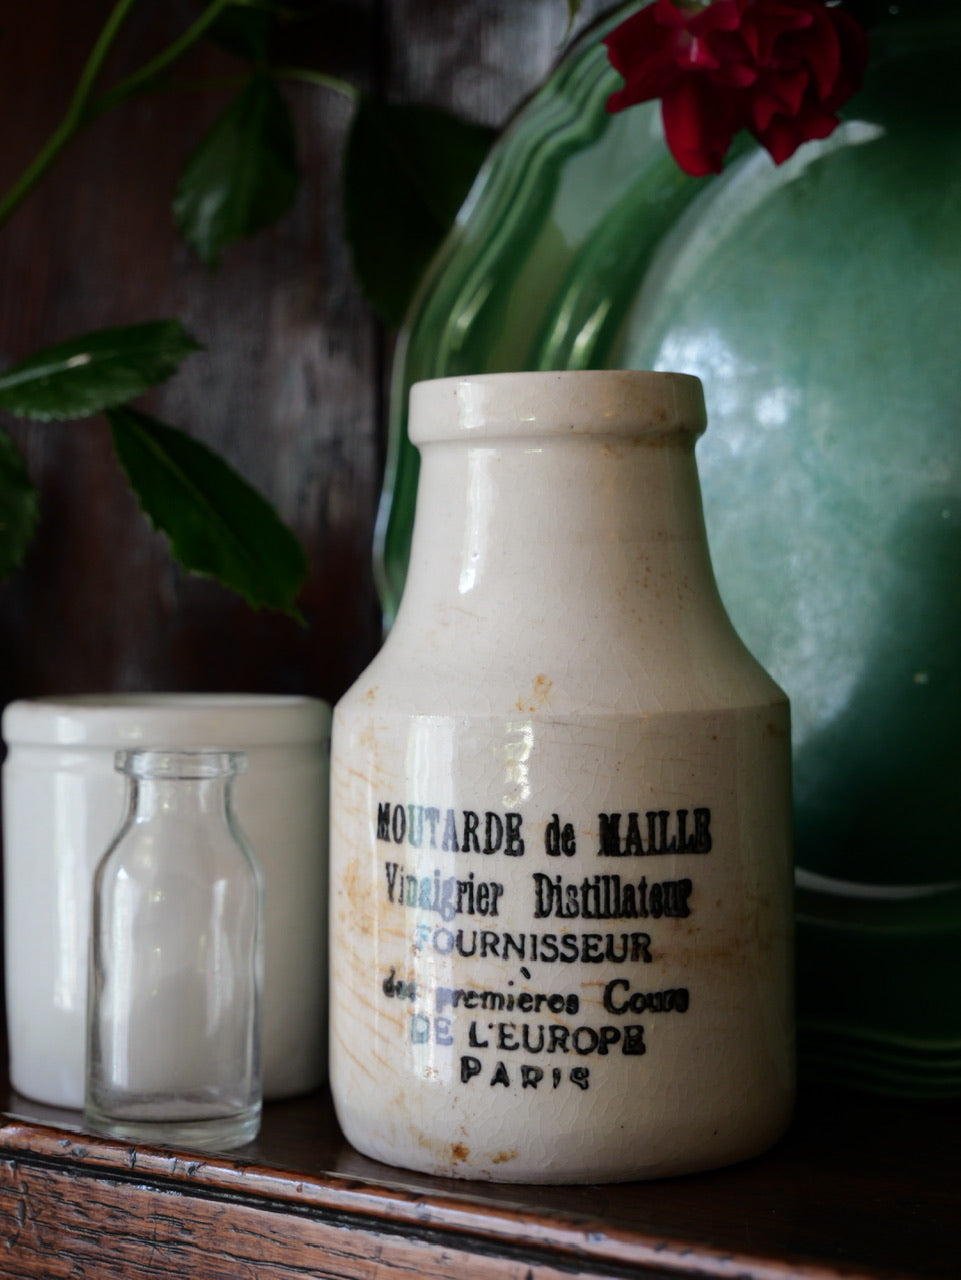 MOUTARDE de MAILLE
Vinaigrier Distillateur
FOURNISSEUR
des premières Cours
DE L'EUROPE
PARIS